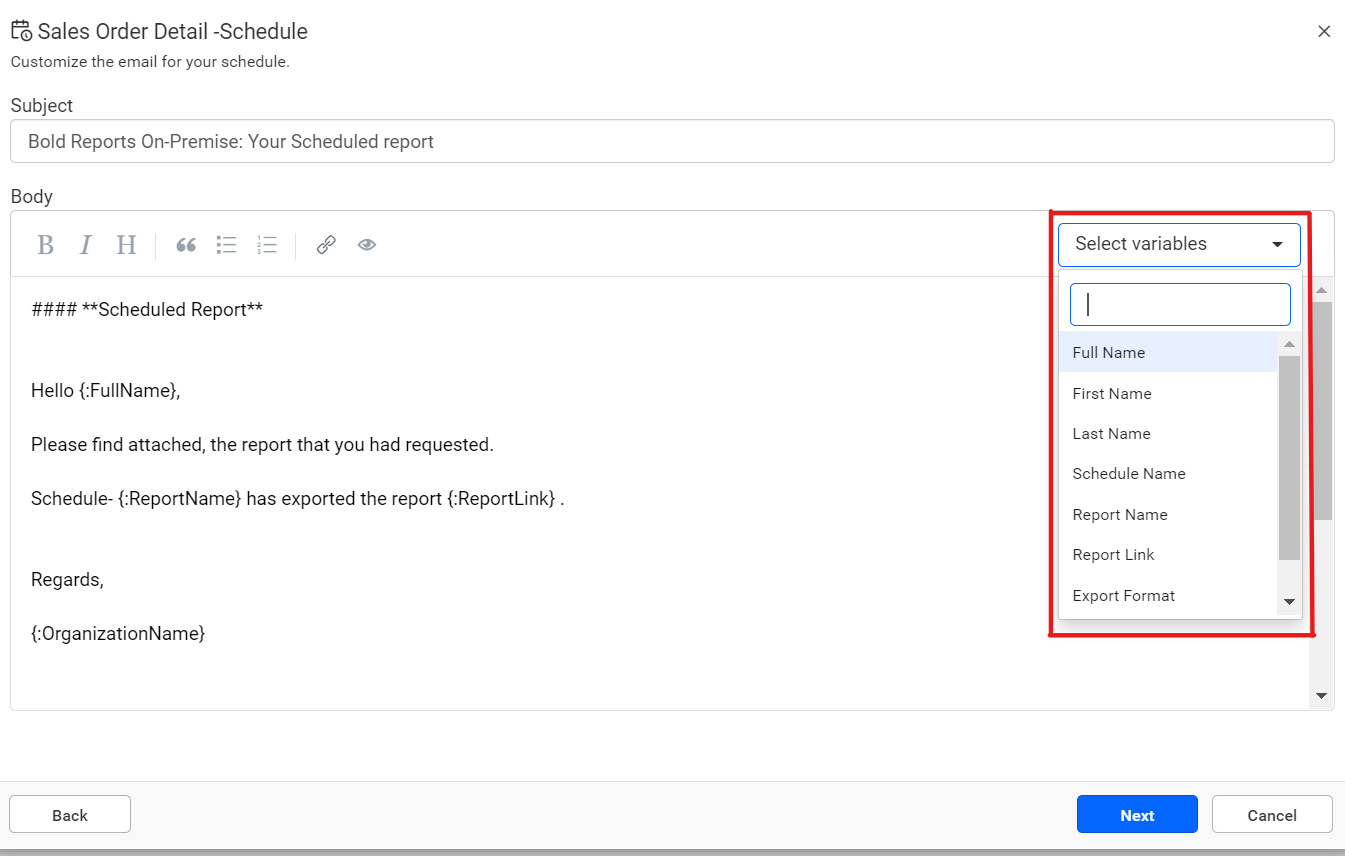 Sales Order Detail -Schedule
Customize the email for your schedule.
Subject
Bold Reports On-Premise: Your Scheduled report
Body
B I H
Select variables
#### **Scheduled Report**
Hello {:FullName},
Please find attached, the report that you had requested.
Schedule- {:ReportName} has exported the report {:ReportLink} .
Regards,
{:OrganizationName}
Full Name
First Name
Last Name
Schedule Name
Report Name
Report Link
Export Format
Back
Next
Cancel